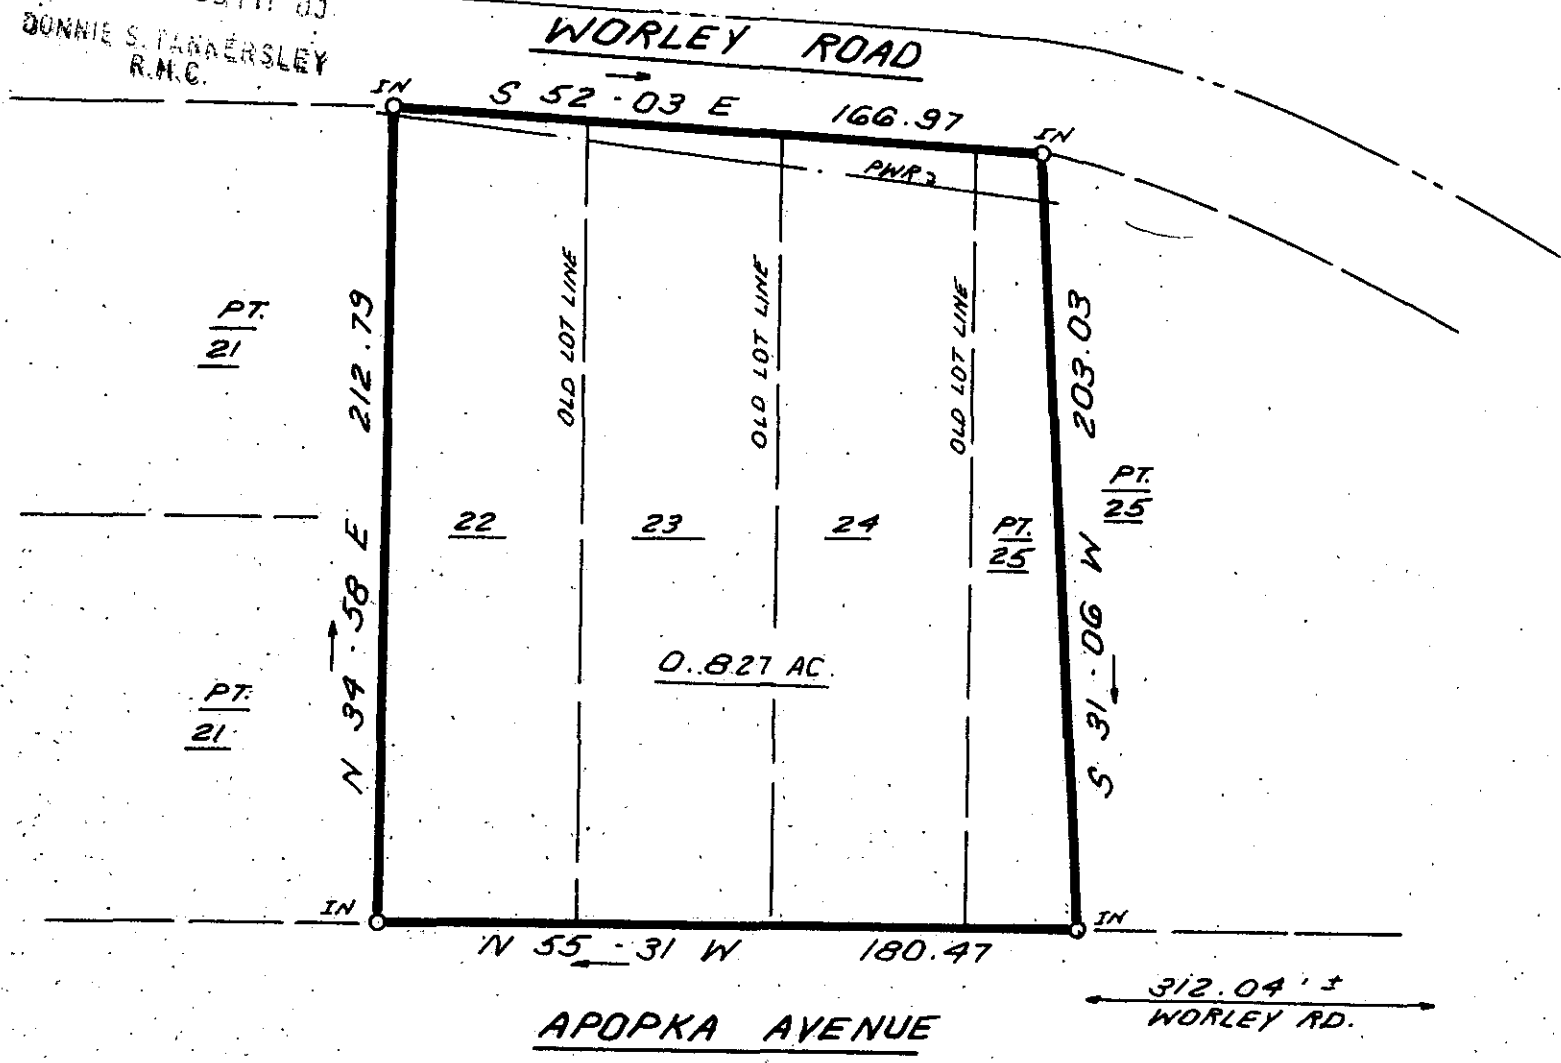 DONNIE S. TANKERSLEY
R.M.C.
WORLEY ROAD
IN
S 52-03 E 166.97
IN
PWR.
PT.
21
N 34-58 E 212.79
OLD LOT LINE
OLD LOT LINE
OLD LOT LINE
S 31-06 W 203.03
PT.
25
22
23
24
PT.
25
0.827 AC.
PT.
21
IN
IN
N 55-31 W 180.47
312.04'±
WORLEY RD.
APOPKA AVENUE